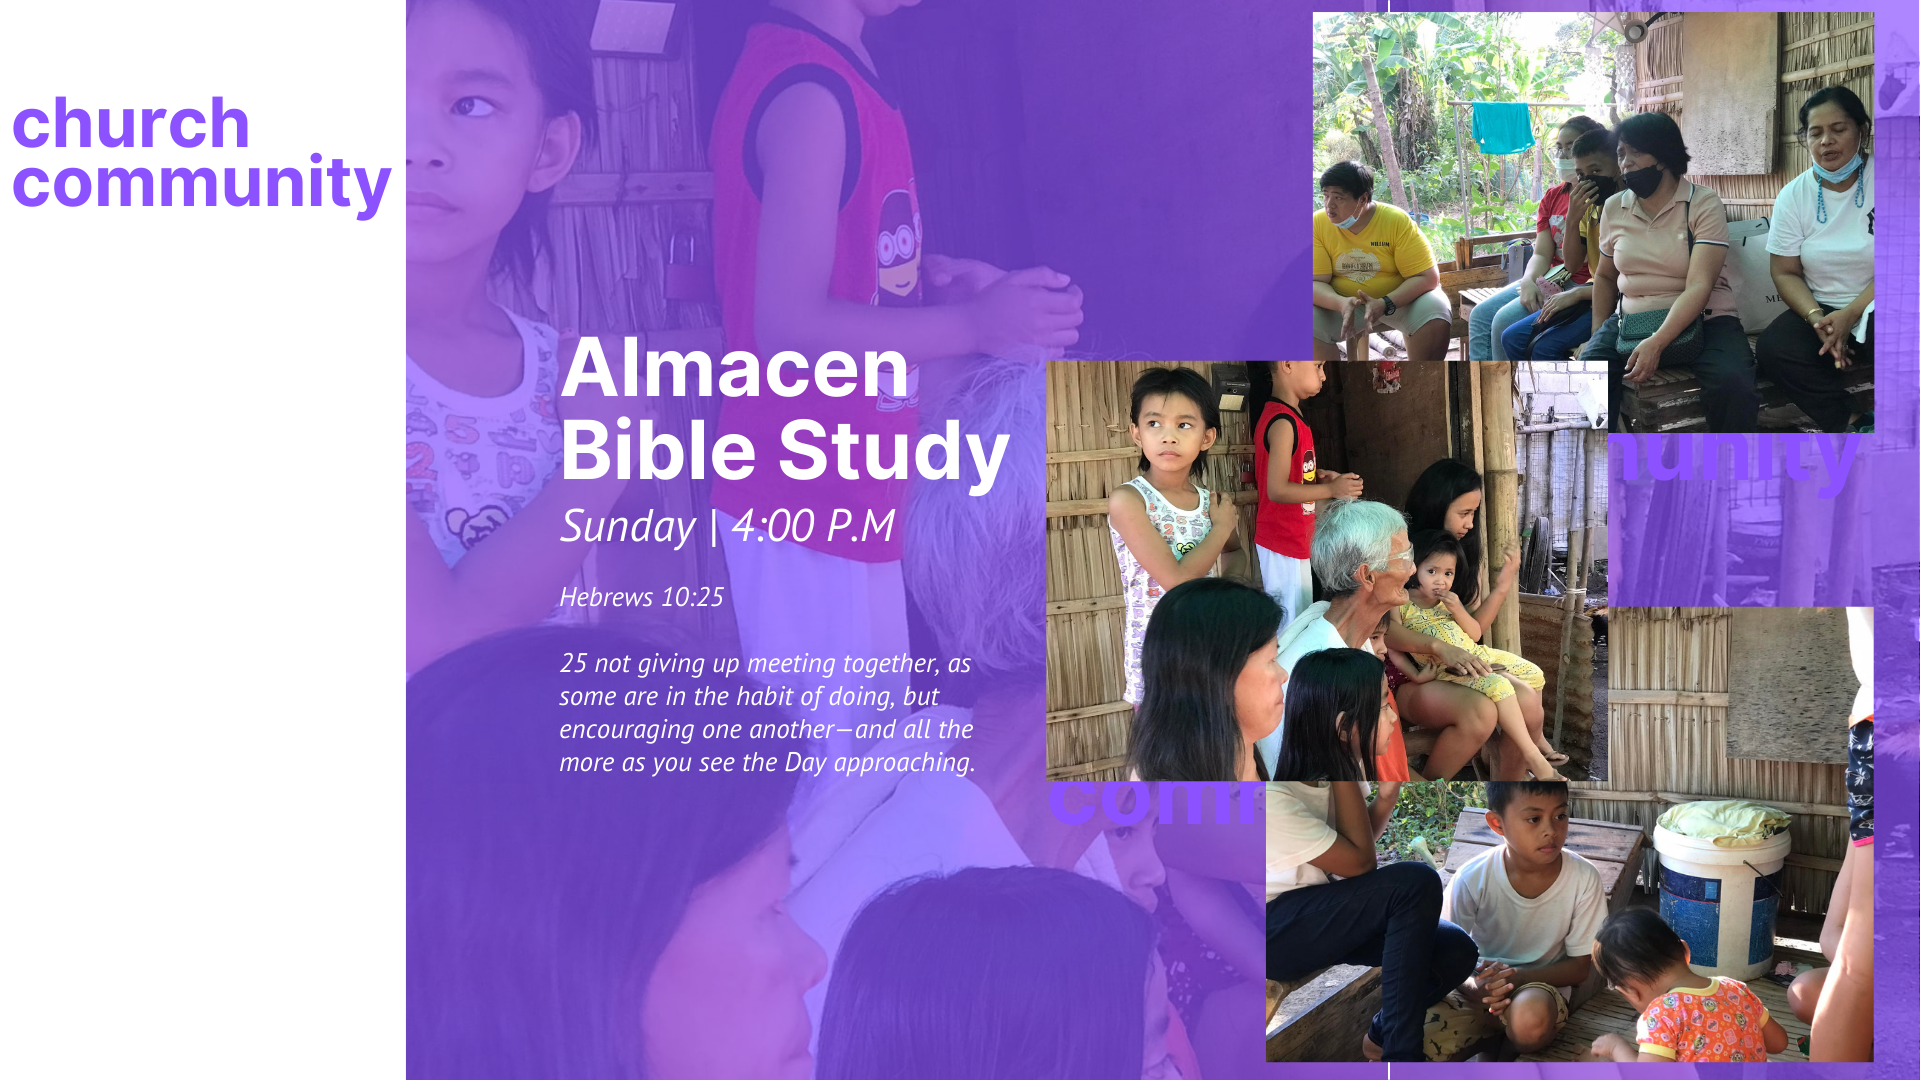 church
community
Almacen
Bible Study
Sunday | 4:00 P.M
Hebrews 10:25
25 not giving up meeting together, as
some are in the habit of doing, but
encouraging one another—and all the
more as you see the Day approaching.